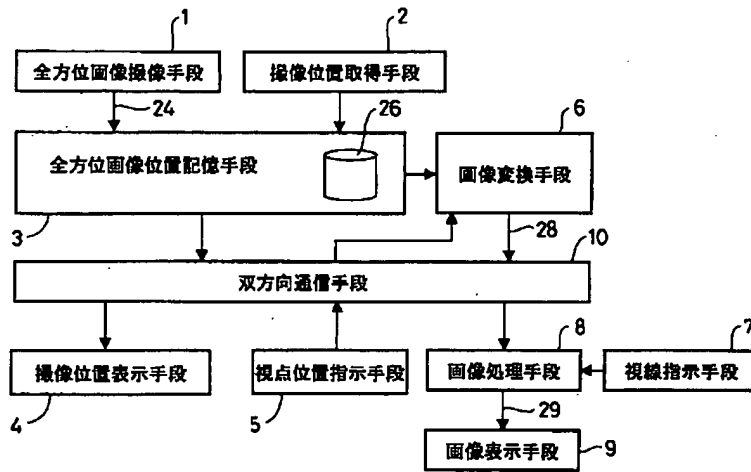 1
2
全方位画像撮像手段
撮像位置取得手段
24
26
6
全方位画像位置記憶手段
画像変換手段
3
28
10
双方向通信手段
8
7
撮像位置表示手段
視点位置指示手段
画像処理手段
視線指示手段
4
5
29
画像表示手段
9